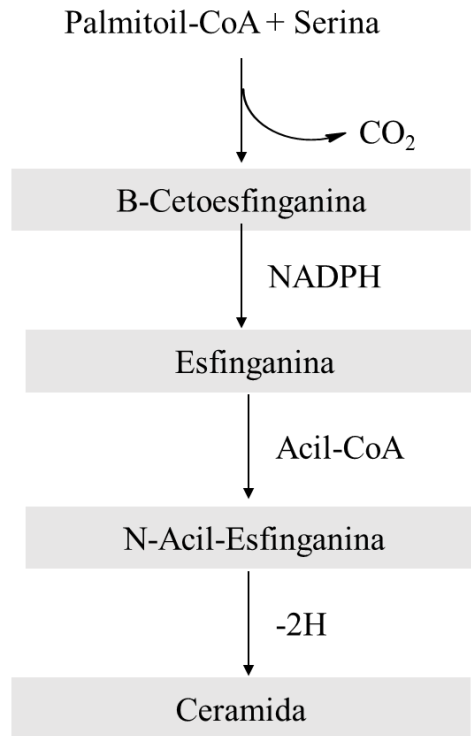 Palmitoil-CoA + Serina
CO₂
B-Cetoesfinganina
NADPH
Esfinganina
Acil-CoA
N-Acil-Esfinganina
-2H
Ceramida